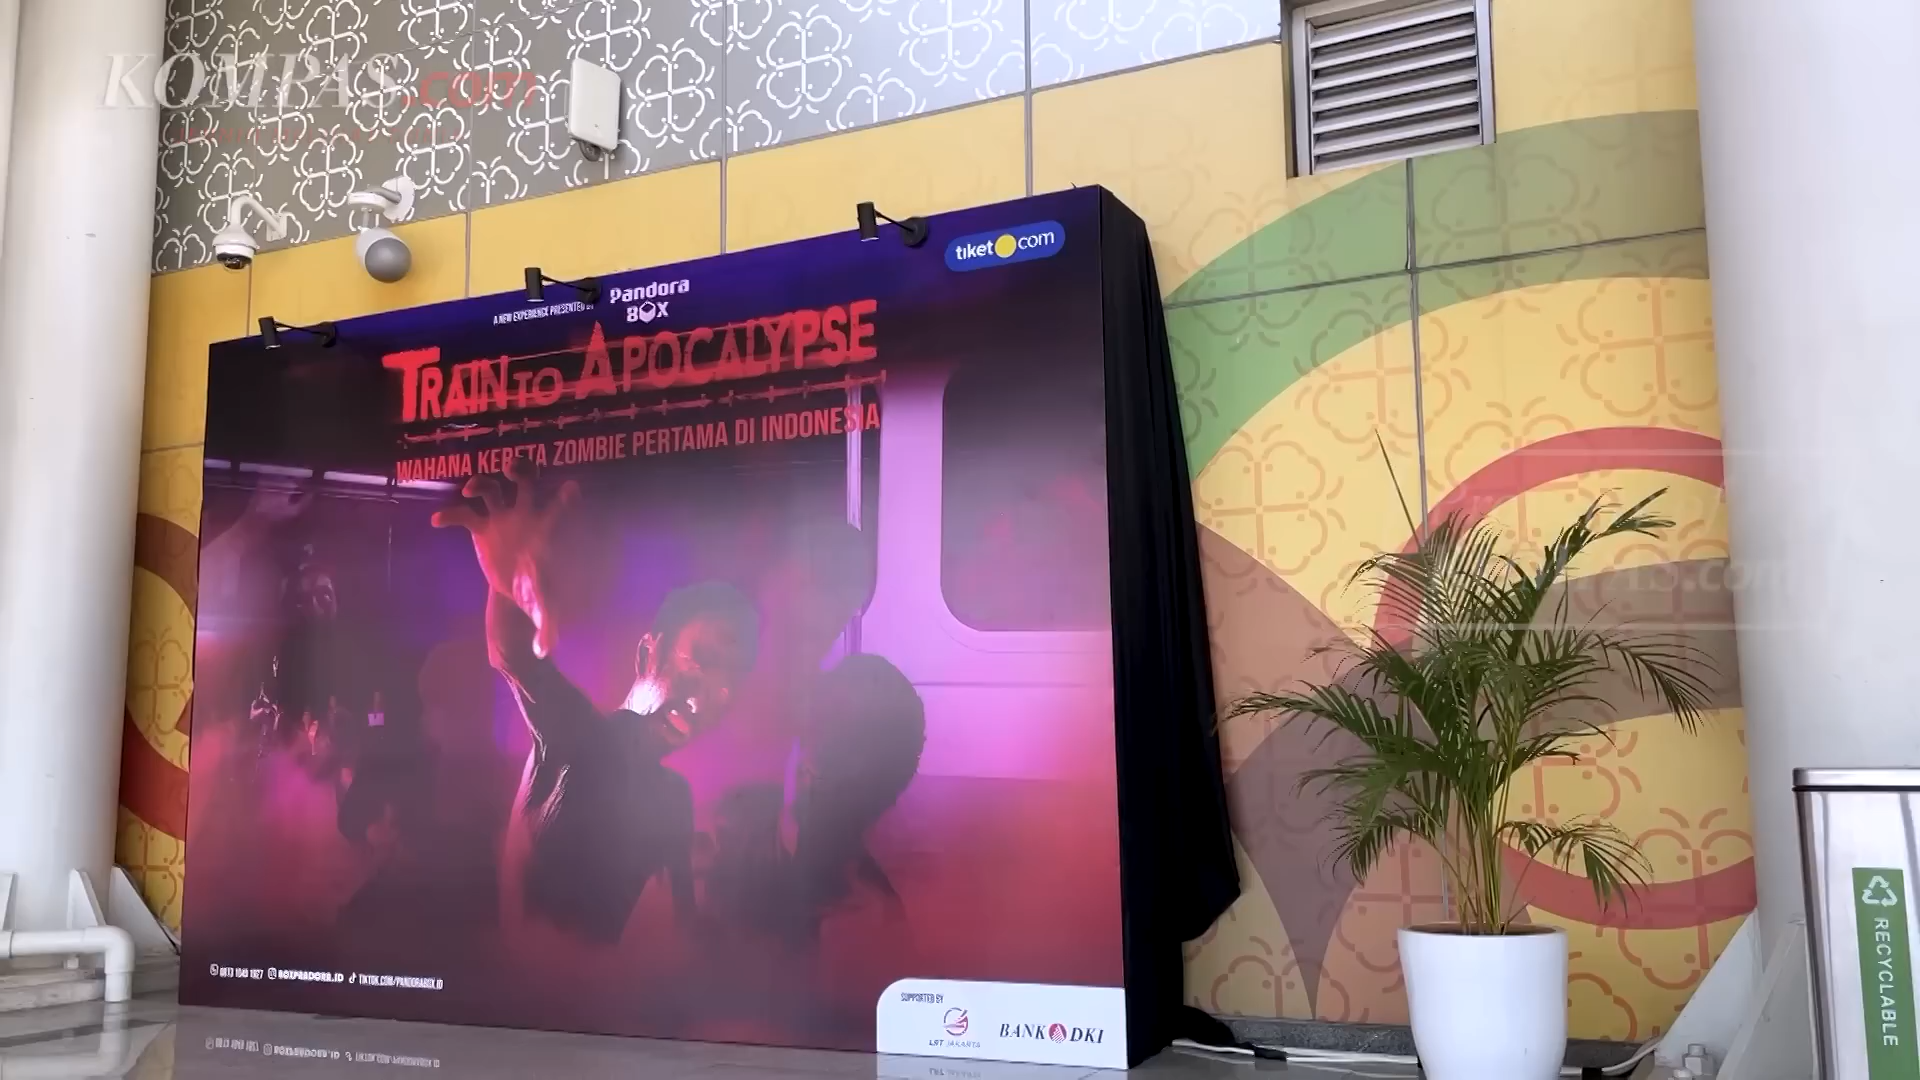 KOMPAS.com
tiket.com
A NEW EXPERIENCE PRESENTED BY
Pandora
BOX
TRAIN TO APOCALYPSE
WAHANA KERETA ZOMBIE PERTAMA DI INDONESIA
BOXPANDORA.ID
TIKTOK.COM/PANDORABOX.ID
SUPPORTED BY
LRT JAKARTA
BANK DKI
RECYCLABLE